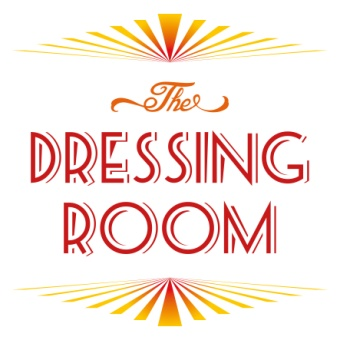 The
DRESSING
ROOM